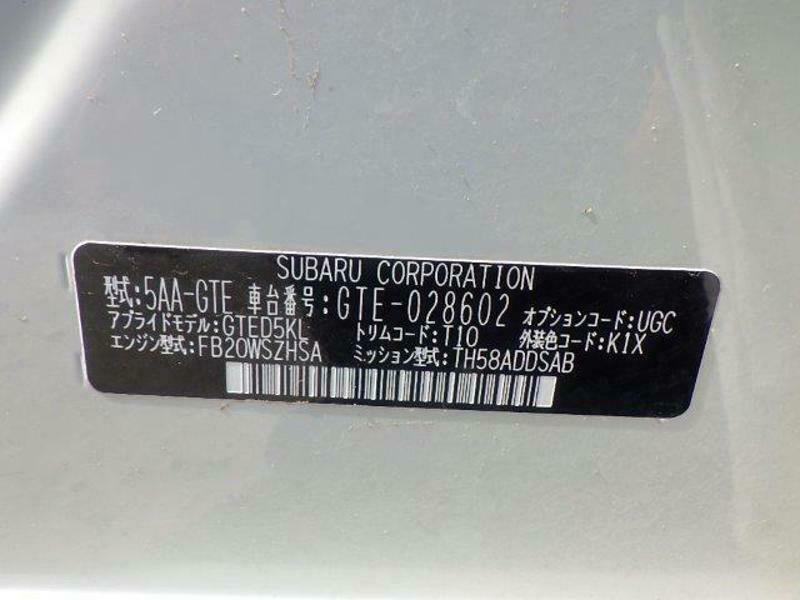 SUBARU CORPORATION
型式:5AA-GTE 車台番号:GTE-028602 オプションコード:UGC
アプライドモデル:GTED5KL トリムコード:T10 外装色コード:K1X
エンジン型式:FB20WSZHSA ミッション型式:TH58ADDSAB